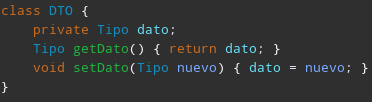 class DTO {
    private Tipo dato;
    Tipo getDato() { return dato; }
    void setDato(Tipo nuevo) { dato = nuevo; }
}